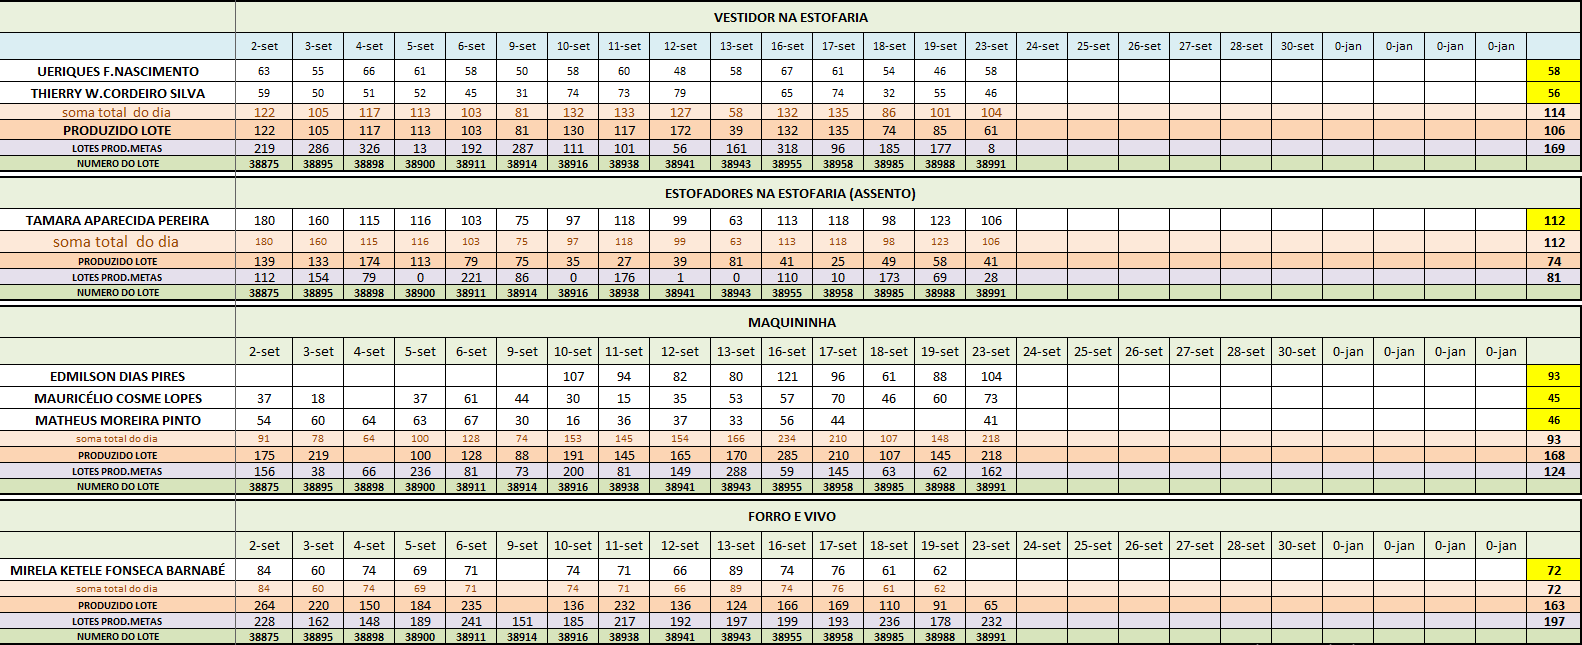 VESTIDOR NA ESTOFARIA
2-set 3-set 4-set 5-set 6-set 9-set 10-set 11-set 12-set 13-set 16-set 17-set 18-set 19-set 23-set 24-set 25-set 26-set 27-set 28-set 30-set 0-jan 0-jan 0-jan 0-jan
UERIQUES F.NASCIMENTO 63 55 66 61 58 50 58 60 48 58 67 61 54 46 58 58
THIERRY W.CORDEIRO SILVA 59 50 51 52 45 31 74 73 79 65 74 32 55 46 56
soma total do dia 122 105 117 113 103 81 132 133 127 58 132 135 86 101 104 114
PRODUZIDO LOTE 122 105 117 113 103 81 130 117 172 39 132 135 74 85 61 106
LOTES PROD.METAS 219 286 326 13 192 287 111 101 56 161 318 96 185 177 8 169
NUMERO DO LOTE 38875 38895 38898 38900 38911 38914 38916 38938 38941 38943 38955 38958 38985 38988 38991
ESTOFADORES NA ESTOFARIA (ASSENTO)
TAMARA APARECIDA PEREIRA 180 160 115 116 103 75 97 118 99 63 113 118 98 123 106 112
soma total do dia 180 160 115 116 103 75 97 118 99 63 113 118 98 123 106 112
PRODUZIDO LOTE 139 133 174 113 79 75 35 27 39 81 41 25 49 58 41 74
LOTES PROD.METAS 112 154 79 0 221 86 0 176 1 0 110 10 173 69 28 81
NUMERO DO LOTE 38875 38895 38898 38900 38911 38914 38916 38938 38941 38943 38955 38958 38985 38988 38991
MAQUININHA
2-set 3-set 4-set 5-set 6-set 9-set 10-set 11-set 12-set 13-set 16-set 17-set 18-set 19-set 23-set 24-set 25-set 26-set 27-set 28-set 30-set 0-jan 0-jan 0-jan 0-jan
EDMILSON DIAS PIRES 107 94 82 80 121 96 61 88 104 93
MAURICÉLIO COSME LOPES 37 18 37 61 44 30 15 35 53 57 70 46 60 73 45
MATHEUS MOREIRA PINTO 54 60 64 63 67 30 16 36 37 33 56 44 41 46
soma total do dia 91 78 64 100 128 74 153 145 154 166 234 210 107 148 218 93
PRODUZIDO LOTE 175 219 100 128 88 191 145 165 170 285 210 107 145 218 168
LOTES PROD.METAS 156 38 66 236 81 73 200 81 149 288 59 145 63 62 162 124
NUMERO DO LOTE 38875 38895 38898 38900 38911 38914 38916 38938 38941 38943 38955 38958 38985 38988 38991
FORRO E VIVO
2-set 3-set 4-set 5-set 6-set 9-set 10-set 11-set 12-set 13-set 16-set 17-set 18-set 19-set 23-set 24-set 25-set 26-set 27-set 28-set 30-set 0-jan 0-jan 0-jan 0-jan
MIRELA KETELE FONSECA BARNABÉ 84 60 74 69 71 74 71 66 89 74 76 61 62 72
soma total do dia 84 60 74 69 71 74 71 66 89 74 76 61 62 72
PRODUZIDO LOTE 264 220 150 184 235 136 232 136 124 166 169 110 91 65 163
LOTES PROD.METAS 228 162 148 189 241 151 185 217 192 197 199 193 236 178 232 197
NUMERO DO LOTE 38875 38895 38898 38900 38911 38914 38916 38938 38941 38943 38955 38958 38985 38988 38991